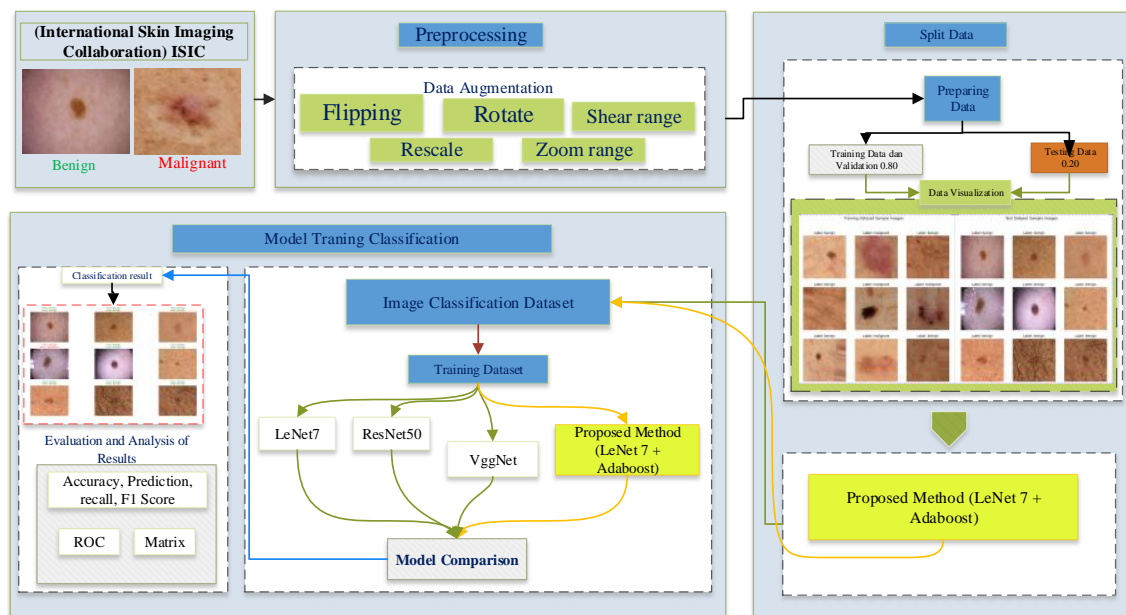 (International Skin Imaging
Collaboration) ISIC
Benign
Malignant
Preprocessing
Data Augmentation
Flipping
Rotate
Shear range
Rescale
Zoom range
Split Data
Preparing
Data
Training Data dan
Validation 0.80
Testing Data
0.20
Data Visualization
Model Traning Classification
Classification result
Evaluation and Analysis of
Results
Accuracy, Prediction,
recall, F1 Score
ROC
Matrix
Image Classification Dataset
Training Dataset
LeNet7
ResNet50
VggNet
Proposed Method
(LeNet 7 +
Adaboost)
Model Comparison
Proposed Method (LeNet 7 +
Adaboost)